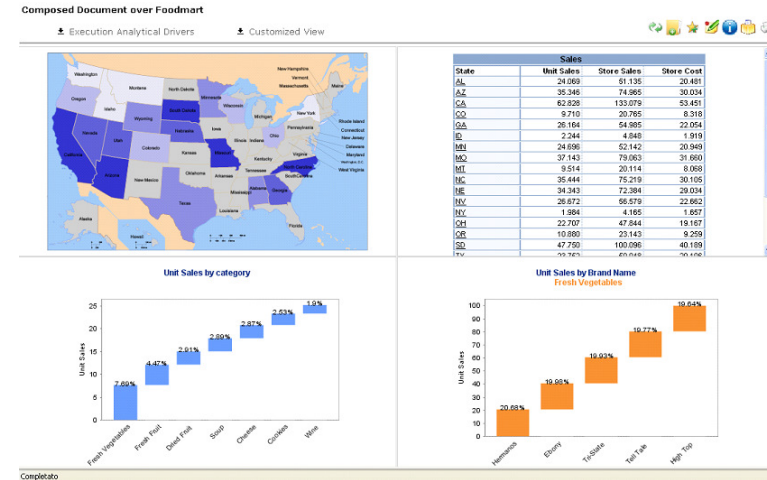 Composed Document over Foodmart
Execution Analytical Drivers
Customized View
Washington
Montana
North Dakota
Minnesota
New Hampshire
Vermont
Massachusetts
Maine
Oregon
Idaho
Wyoming
South Dakota
Wisconsin
Michigan
New York
Rhode Island
Connecticut
New Jersey
Delaware
Maryland
West Virginia
Nevada
Utah
Colorado
Nebraska
Iowa
Illinois
Indiana
Pennsylvania
California
Kansas
Missouri
Kentucky
Virginia
Arizona
New Mexico
Oklahoma
Arkansas
Tennessee
North Carolina
South Carolina
Texas
Louisiana
Mississippi
Alabama
Georgia
Florida
Alaska
Hawaii
Sales
State Unit Sales Store Sales Store Cost
AL 24.069 51.135 20.481
AZ 35.346 74.965 30.034
CA 62.828 133.079 53.451
CO 9.710 20.765 8.318
GA 26.164 54.985 22.054
ID 2.244 4.848 1.919
MN 24.696 52.142 20.949
MO 37.143 79.063 31.660
MT 9.514 20.114 8.068
NC 35.444 75.219 30.105
NE 34.343 72.384 29.034
NV 26.672 56.579 22.662
NY 1.984 4.165 1.657
OH 22.707 47.844 19.167
OR 10.880 23.143 9.259
SD 47.750 100.096 40.189
Unit Sales by category
Unit Sales
25
20
15
10
5
0
7.69%
4.47%
2.91%
2.89%
2.87%
2.53%
1.9%
Fresh Vegetables
Fresh Fruit
Dried Fruit
Soup
Cheese
Cookies
Wine
Unit Sales by Brand Name
Fresh Vegetables
Unit Sales
100
90
80
70
60
50
40
30
20
10
0
20.68%
19.98%
19.93%
19.77%
19.64%
Hermanos
Ebony
Tri-State
Tell Tale
High Top
Completato